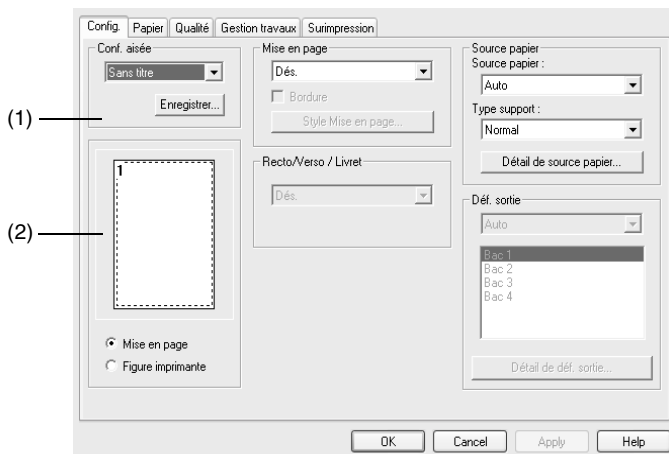 Config. Papier Qualité Gestion travaux Surimpression
Conf. aisée
Sans titre
Enregistrer...
(1)
1
(2)
Mise en page
Figure imprimante
Mise en page
Dés.
Bordure
Style Mise en page...
Recto/Verso / Livret
Dés.
Source papier
Source papier :
Auto
Type support :
Normal
Détail de source papier...
Déf. sortie
Auto
Bac 1
Bac 2
Bac 3
Bac 4
Détail de déf. sortie...
OK Cancel Apply Help